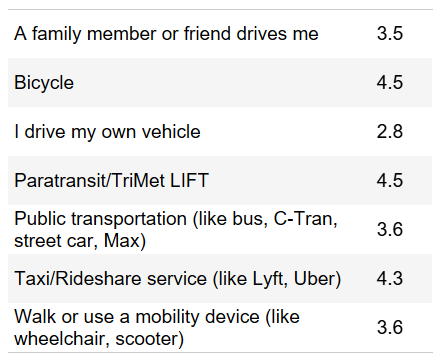 A family member or friend drives me 3.5
Bicycle 4.5
I drive my own vehicle 2.8
Paratransit/TriMet LIFT 4.5
Public transportation (like bus, C-Tran,
street car, Max) 3.6
Taxi/Rideshare service (like Lyft, Uber) 4.3
Walk or use a mobility device (like
wheelchair, scooter) 3.6